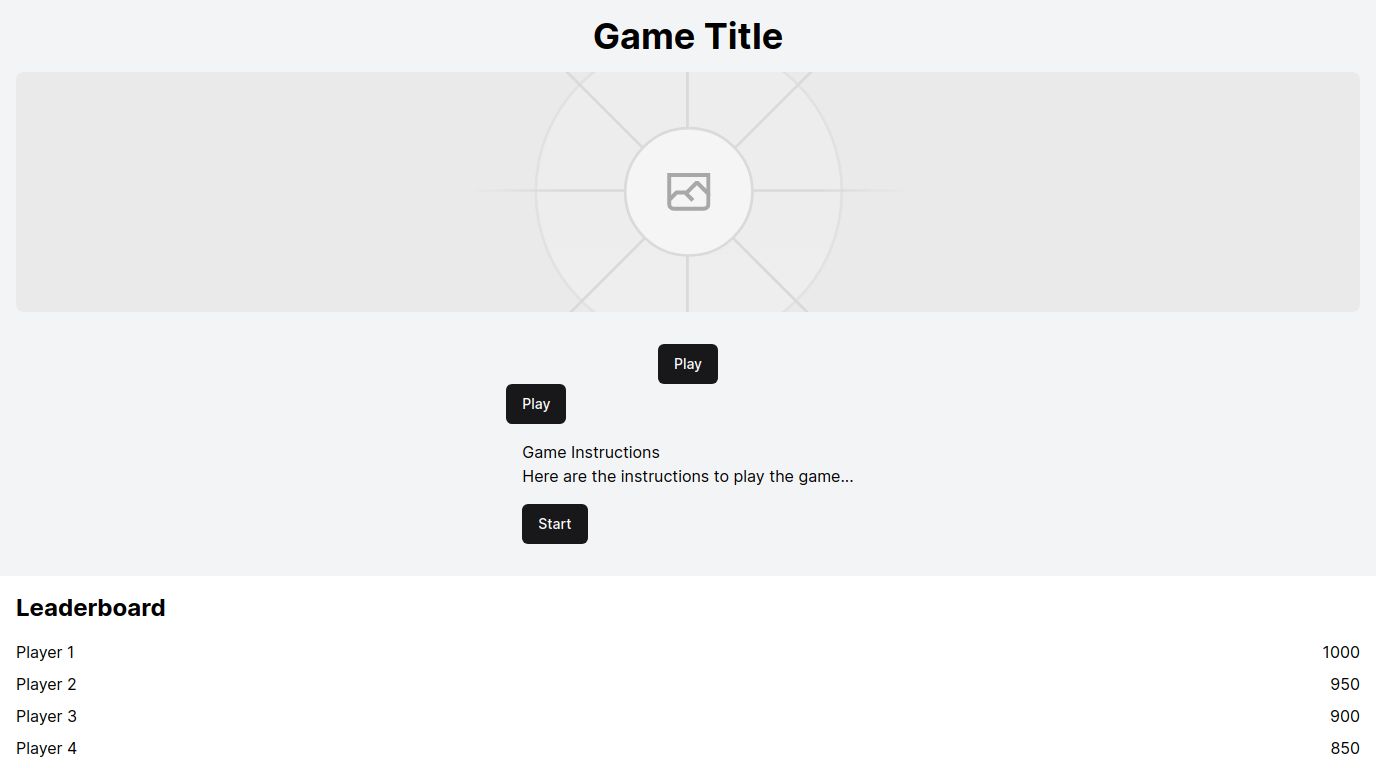 Game Title
Play
Play
Game Instructions
Here are the instructions to play the game...
Start
Leaderboard
Player 1 1000
Player 2 950
Player 3 900
Player 4 850